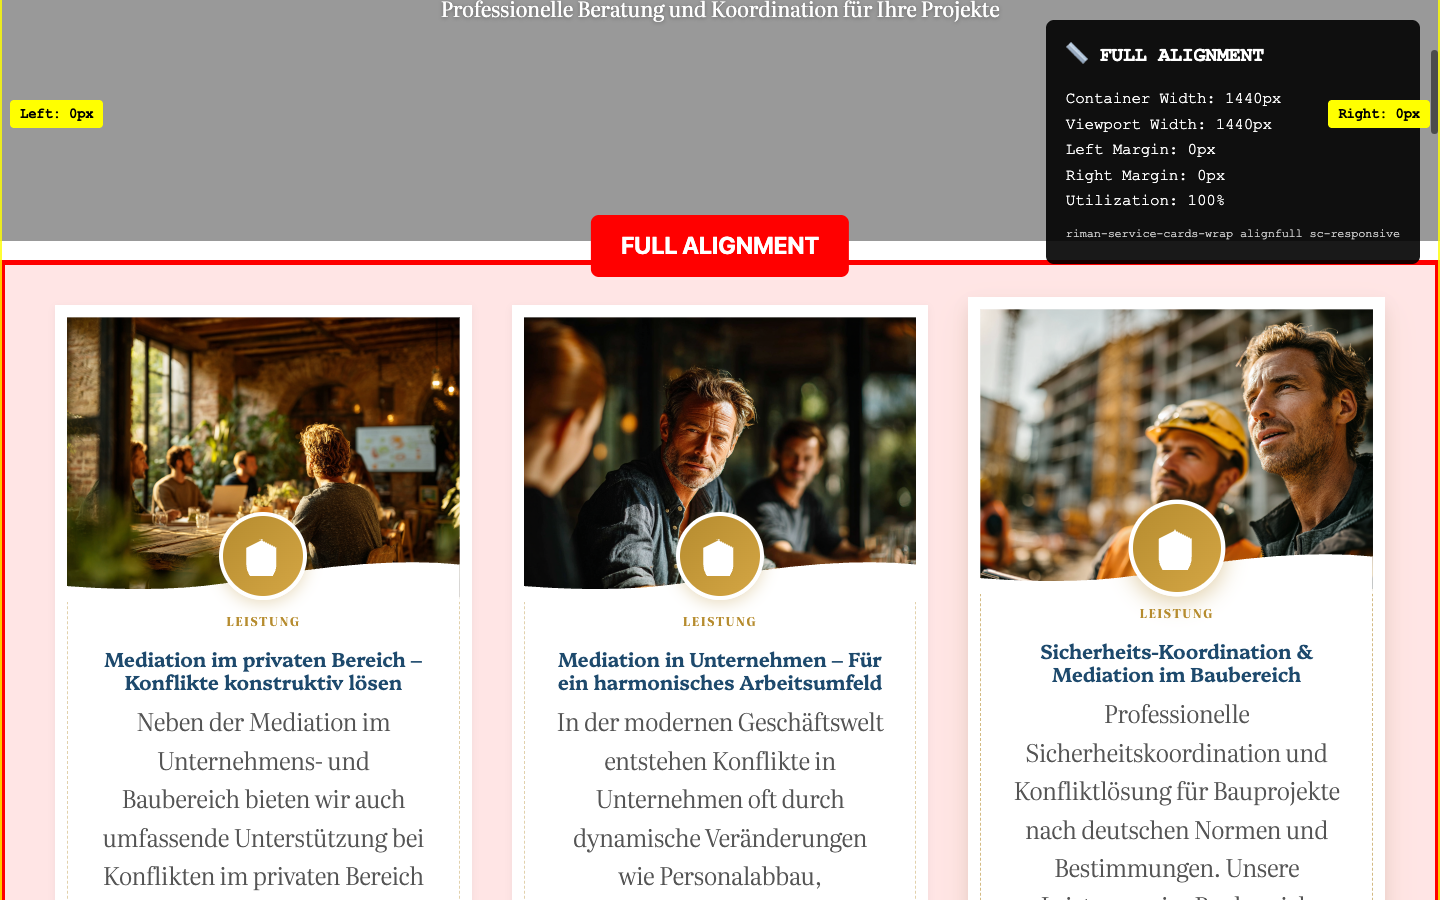 Professionelle Beratung und Koordination für Ihre Projekte
FULL ALIGNMENT
Container Width: 1440px
Viewport Width: 1440px
Left Margin: 0px
Right Margin: 0px
Utilization: 100%
riman-service-cards-wrap alignfull sc-responsive
Left: 0px
Right: 0px
FULL ALIGNMENT
LEISTUNG
Mediation im privaten Bereich –
Konflikte konstruktiv lösen
Neben der Mediation im
Unternehmens- und
Baubereich bieten wir auch
umfassende Unterstützung bei
Konflikten im privaten Bereich
LEISTUNG
Mediation in Unternehmen – Für
ein harmonisches Arbeitsumfeld
In der modernen Geschäftswelt
entstehen Konflikte in
Unternehmen oft durch
dynamische Veränderungen
wie Personalabbau,
LEISTUNG
Sicherheits-Koordination &
Mediation im Baubereich
Professionelle
Sicherheitskoordination und
Konfliktlösung für Bauprojekte
nach deutschen Normen und
Bestimmungen. Unsere